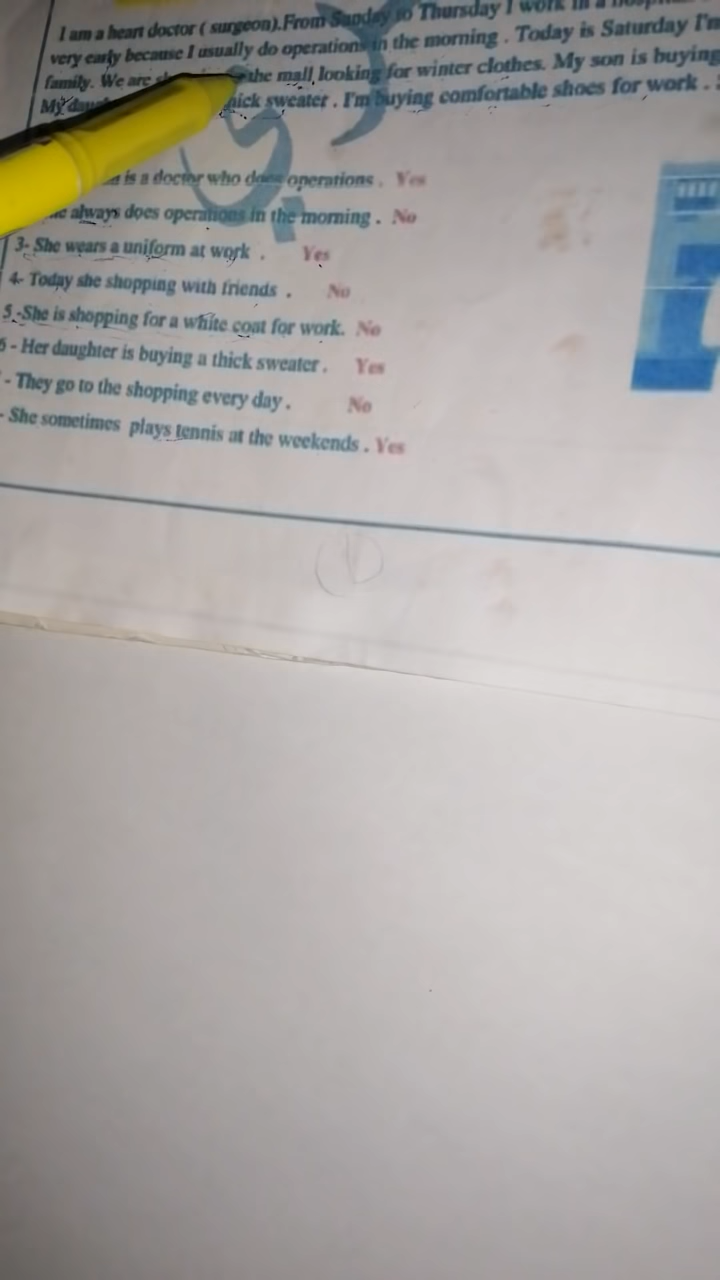 I am a heart doctor ( surgeon).From Sunday to Thursday I work in a
very early because I usually do operations in the morning . Today is Saturday I'm
family. We are the mall, looking for winter clothes. My son is buying
My sweater . I'm buying comfortable shoes for work .
is a doctor who does operations . Yes
always does operations in the morning . No
3- She wears a uniform at work . Yes
4- Today she shopping with friends . No
5 -She is shopping for a white coat for work. No
6 - Her daughter is buying a thick sweater . Yes
- They go to the shopping every day . No
- She sometimes plays tennis at the weekends . Yes